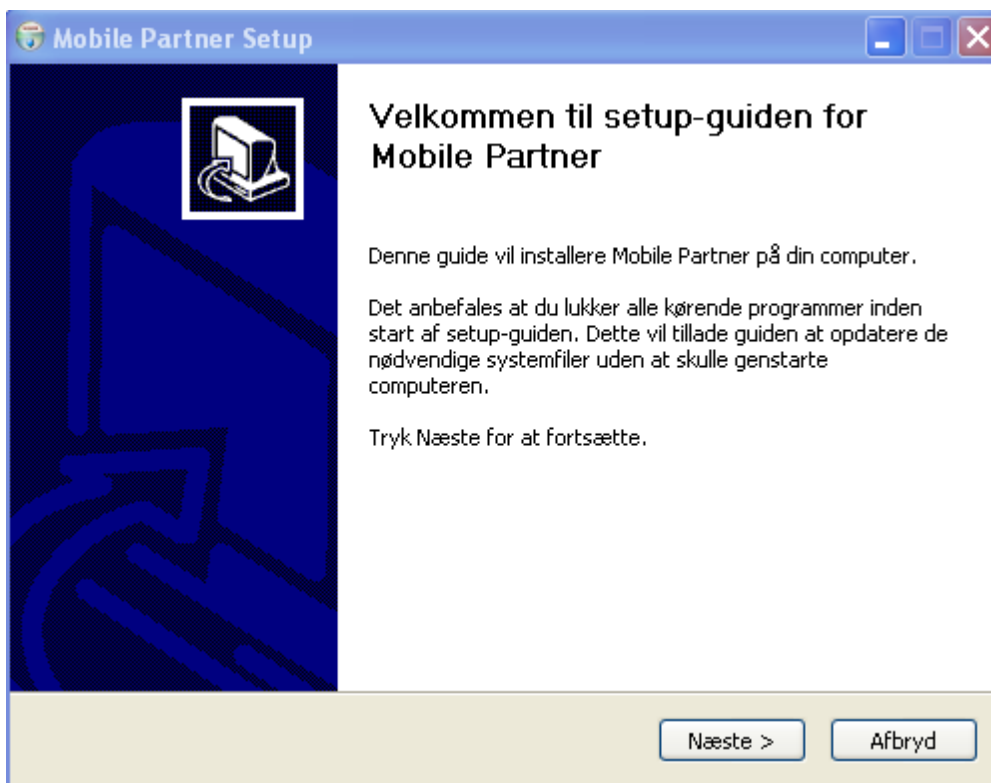 Mobile Partner Setup
Velkommen til setup-guiden for
Mobile Partner
Denne guide vil installere Mobile Partner på din computer.
Det anbefales at du lukker alle kørende programmer inden
start af setup-guiden. Dette vil tillade guiden at opdatere de
nødvendige systemfiler uden at skulle genstarte
computeren.
Tryk Næste for at fortsætte.
Næste >
Afbryd